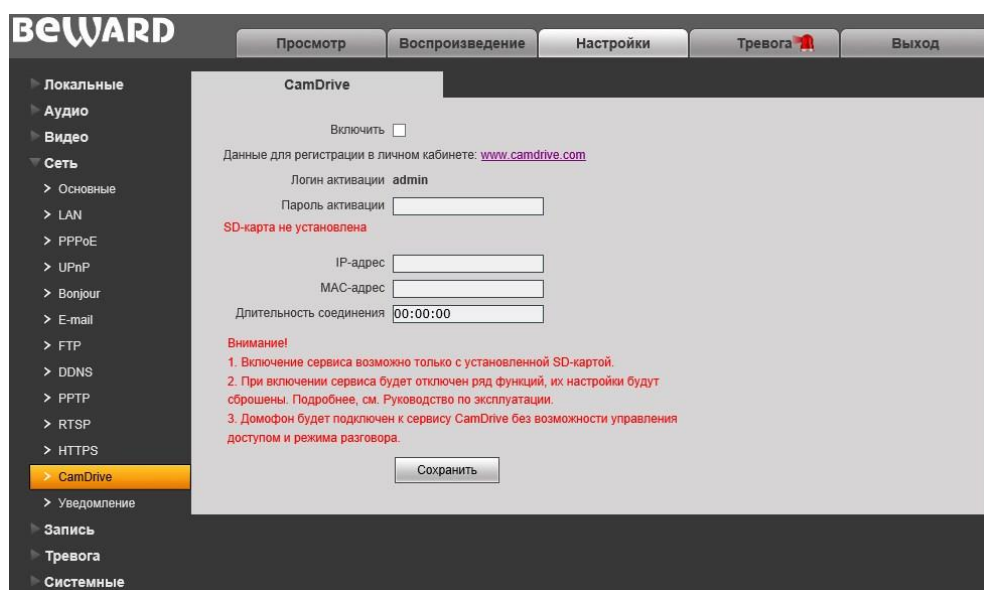 BEWARD
Просмотр
Воспроизведение
Настройки
Тревога
Выход
Локальные
Аудио
Видео
Сеть
Основные
LAN
PPPoE
UPnP
Bonjour
E-mail
FTP
DDNS
PPTP
RTSP
HTTPS
CamDrive
Уведомление
Запись
Тревога
Системные
CamDrive
Включить
Данные для регистрации в личном кабинете: www.camdrive.com
Логин активации admin
Пароль активации
SD-карта не установлена
IP-адрес
MAC-адрес
Длительность соединения 00:00:00
Внимание!
1. Включение сервиса возможно только с установленной SD-картой.
2. При включении сервиса будет отключен ряд функций, их настройки будут
сброшены. Подробнее, см. Руководство по эксплуатации.
3. Домофон будет подключен к сервису CamDrive без возможности управления
доступом и режима разговора.
Сохранить